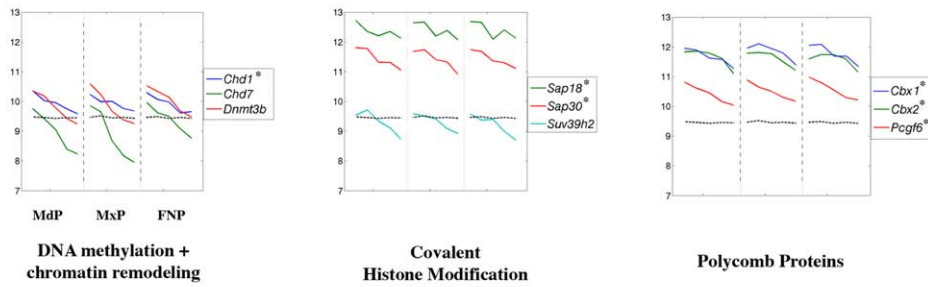 13
12
11
10
9
8
7
Chd1*
Chd7
Dnmt3b
MdP MxP FNP
DNA methylation +
chromatin remodeling
13
12
11
10
9
8
7
Sap18*
Sap30*
Suv39h2
Covalent
Histone Modification
13
12
11
10
9
8
7
Cbx1*
Cbx2*
Pcgf6*
Polycomb Proteins